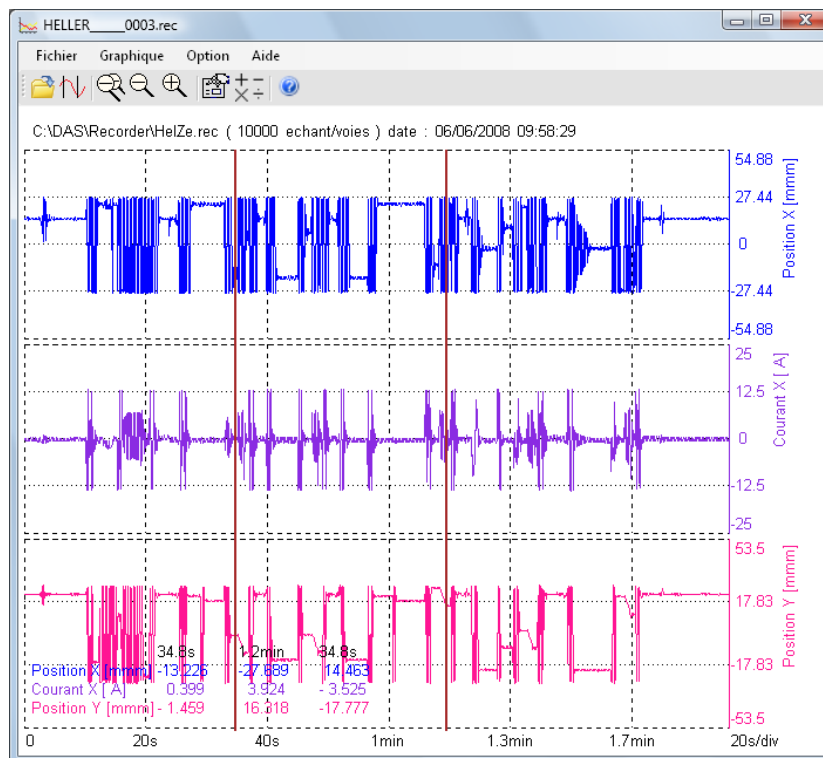 HELLER_____0003.rec
Fichier Graphique Option Aide
C:\DAS\Recorder\HelZe.rec ( 10000 echant/voies ) date : 06/06/2008 09:58:29
54.88
27.44
0
-27.44
-54.88
Position X [mmm]
25
12.5
0
-12.5
-25
Courant X [ A]
53.5
17.83
-17.83
-53.5
Position Y [mmm]
34.8s 1.2min 34.8s
Position X [mmm] -13.226 -27.689 14.463
Courant X [ A] 0.399 3.924 -3.525
Position Y [mmm] - 1.459 16.318 -17.777
0 20s 40s 1min 1.3min 1.7min 20s/div